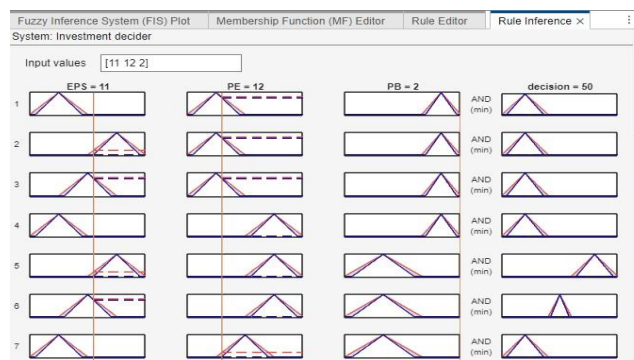 Fuzzy Inference System (FIS) Plot Membership Function (MF) Editor Rule Editor Rule Inference ×
System: Investment decider
Input values [11 12 2]
EPS = 11 PE = 12 PB = 2 decision = 50
1 AND
(min)
2 AND
(min)
3 AND
(min)
4 AND
(min)
5 AND
(min)
6 AND
(min)
7 AND
(min)